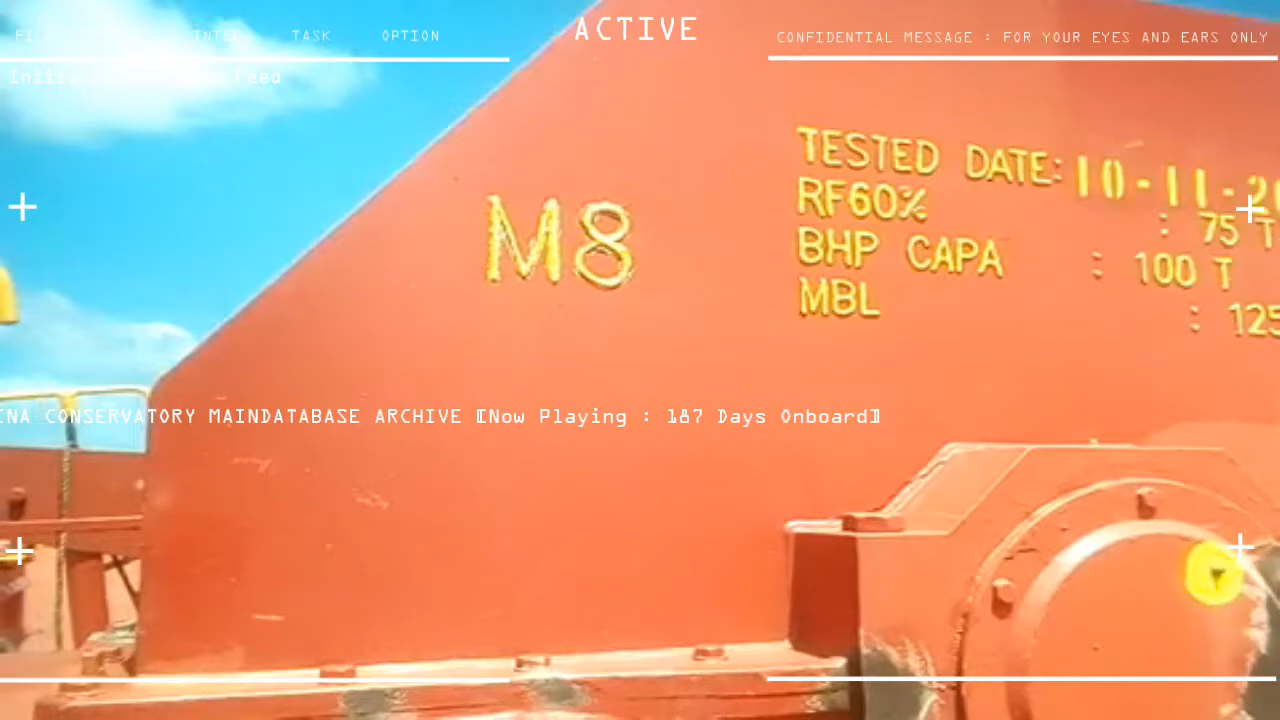 TASK OPTION
ACTIVE
CONFIDENTIAL MESSAGE : FOR YOUR EYES AND EARS ONLY
TESTED DATE: 10-11-20
M8
RF60% : 75 T
BHP CAPA : 100 T
MBL : 125
CONSERVATORY MAINDATABASE ARCHIVE [Now Playing : 187 Days Onboard]